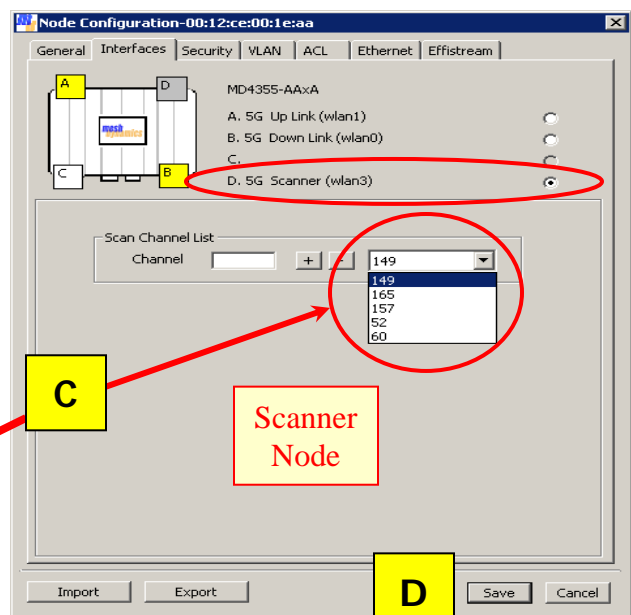 Node Configuration-00:12:ce:00:1e:aa
General Interfaces Security VLAN ACL Ethernet Effistream
A D
mesh dynamics
C B
MD4355-AAxA
A. 5G Up Link (wlan1)
B. 5G Down Link (wlan0)
C.
D. 5G Scanner (wlan3)
Scan Channel List
Channel + - 149
149
165
157
52
60
C
Scanner
Node
D
Import Export Save Cancel